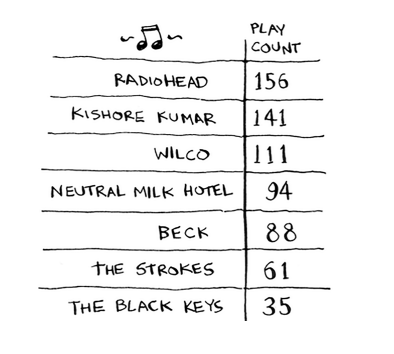 PLAY
COUNT
RADIOHEAD 156
KISHORE KUMAR 141
WILCO 111
NEUTRAL MILK HOTEL 94
BECK 88
THE STROKES 61
THE BLACK KEYS 35